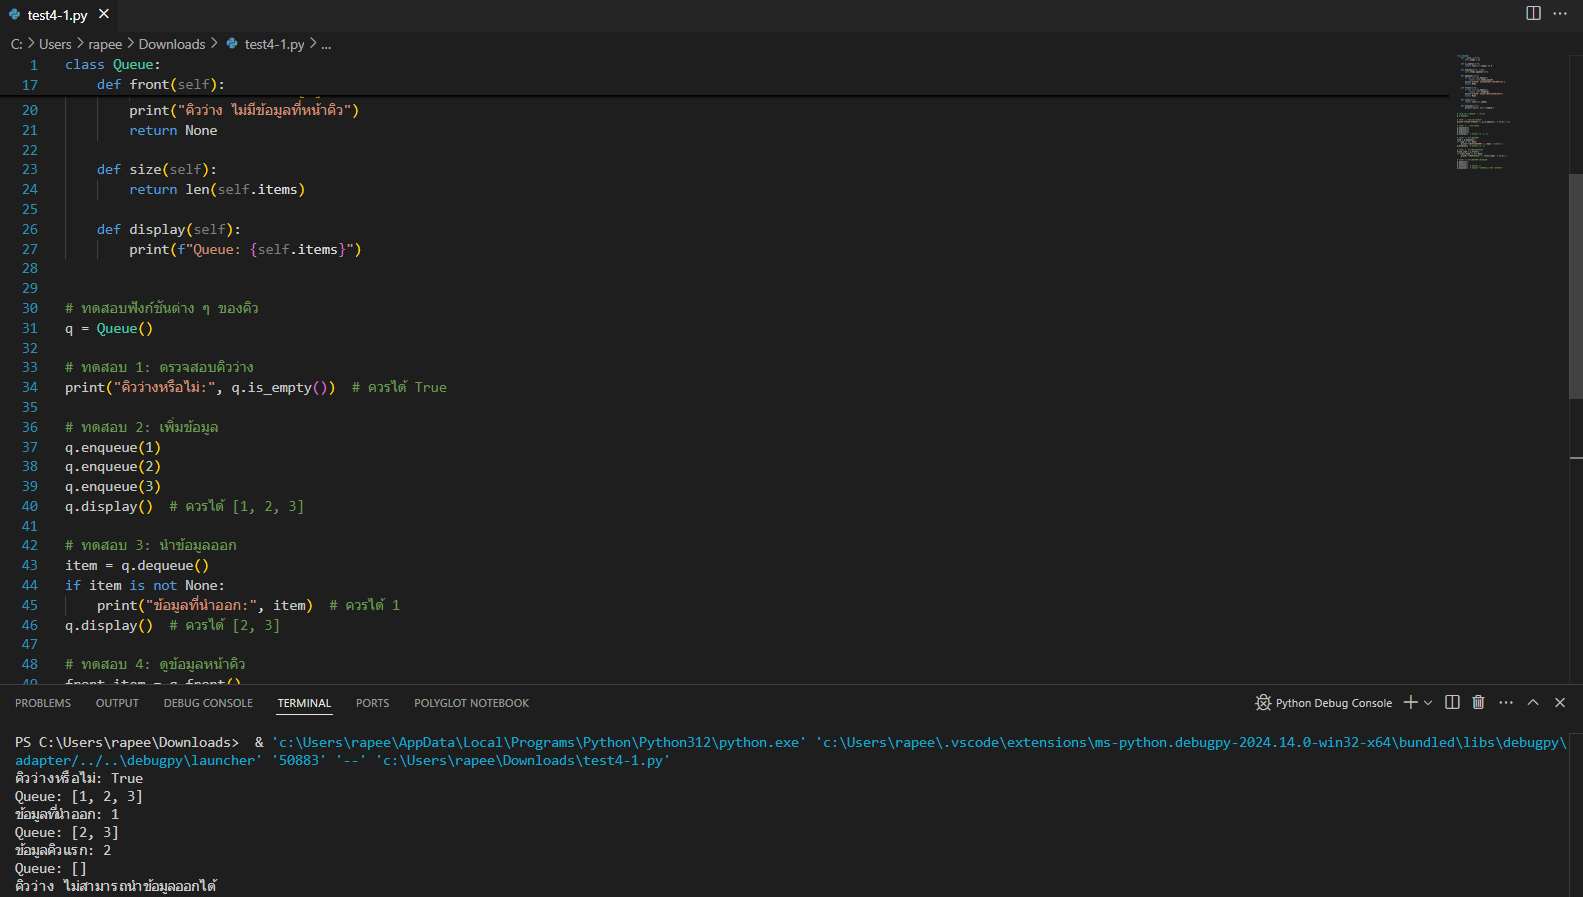 test4-1.py
C: > Users > rapee > Downloads > test4-1.py > ...
1 class Queue:
17 def front(self):
20 print("คิวว่าง ไม่มีข้อมูลที่หน้าคิว")
21 return None
22
23 def size(self):
24 return len(self.items)
25
26 def display(self):
27 print(f"Queue: {self.items}")
28
29
30 # ทดสอบฟังก์ชันต่าง ๆ ของคิว
31 q = Queue()
32
33 # ทดสอบ 1: ตรวจสอบคิวว่าง
34 print("คิวว่างหรือไม่:", q.is_empty()) # ควรได้ True
35
36 # ทดสอบ 2: เพิ่มข้อมูล
37 q.enqueue(1)
38 q.enqueue(2)
39 q.enqueue(3)
40 q.display() # ควรได้ [1, 2, 3]
41
42 # ทดสอบ 3: นำข้อมูลออก
43 item = q.dequeue()
44 if item is not None:
45 print("ข้อมูลที่นำออก:", item) # ควรได้ 1
46 q.display() # ควรได้ [2, 3]
47
48 # ทดสอบ 4: ดูข้อมูลหน้าคิว
49 front_item = q.front()
PROBLEMS OUTPUT DEBUG CONSOLE TERMINAL PORTS POLYGLOT NOTEBOOK Python Debug Console
PS C:\Users\rapee\Downloads> & 'c:\Users\rapee\AppData\Local\Programs\Python\Python312\python.exe' 'c:\Users\rapee\.vscode\extensions\ms-python.debugpy-2024.14.0-win32-x64\bundled\libs\debugpy\
adapter/../..\debugpy\launcher' '50883' '--' 'c:\Users\rapee\Downloads\test4-1.py'
คิวว่างหรือไม่: True
Queue: [1, 2, 3]
ข้อมูลที่นำออก: 1
Queue: [2, 3]
ข้อมูลคิวแรก: 2
Queue: []
คิวว่าง ไม่สามารถนำข้อมูลออกได้